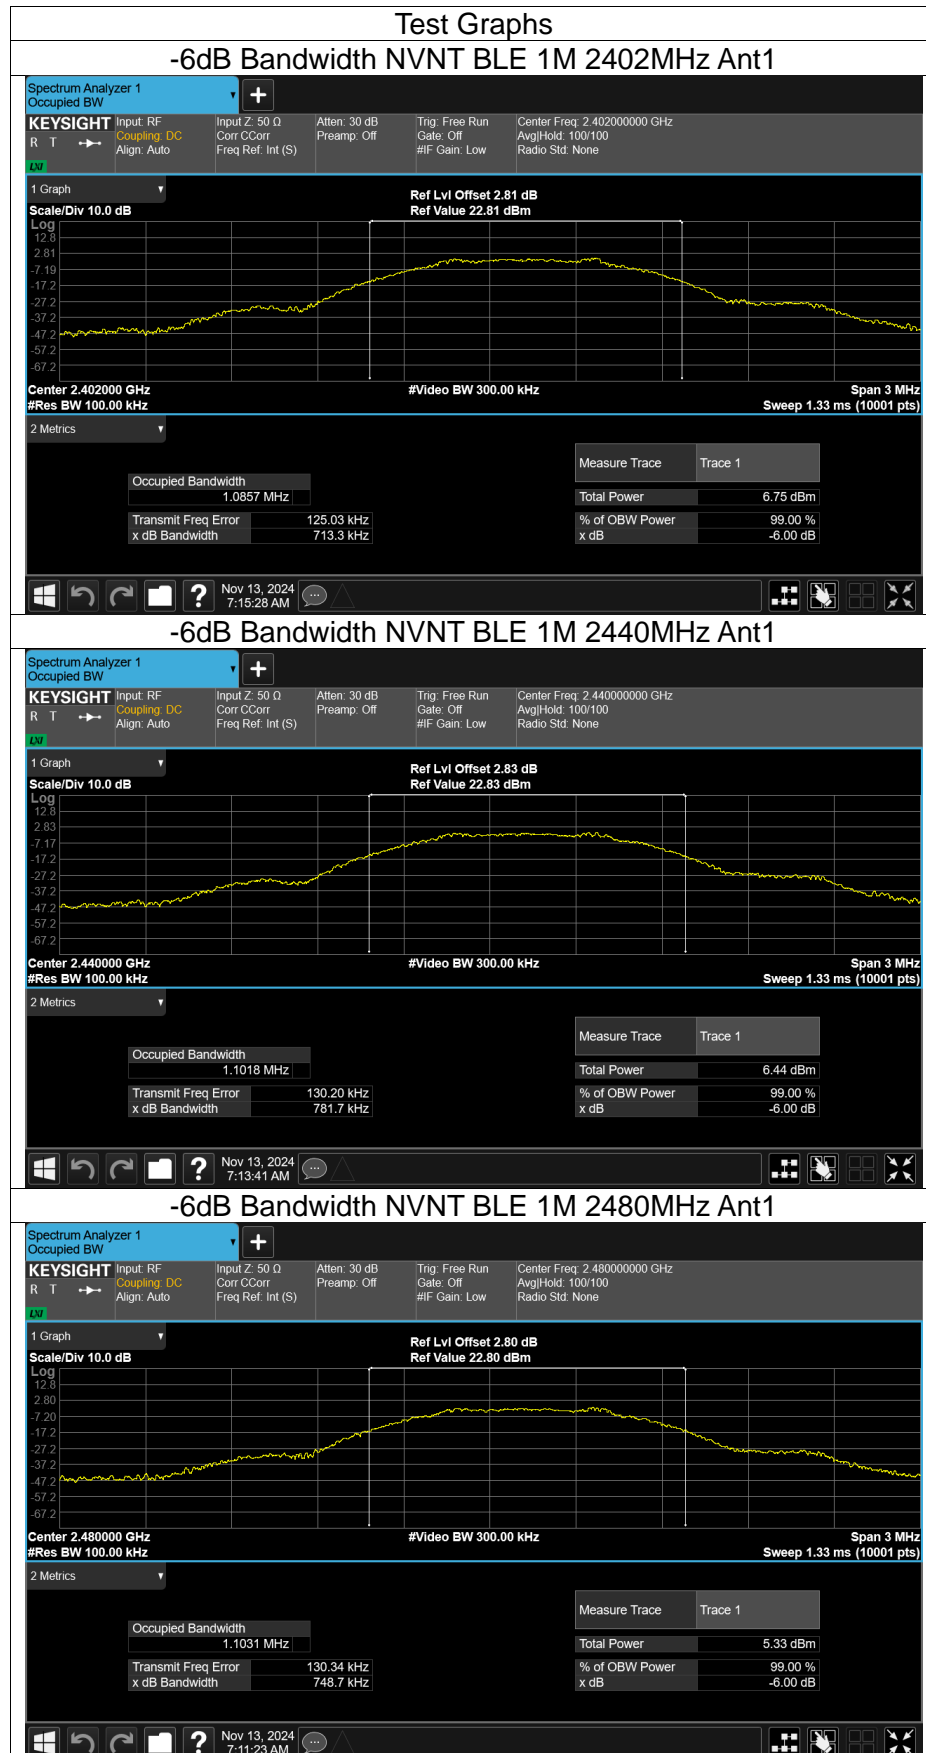 Test Graphs
-6dB Bandwidth NVNT BLE 1M 2402MHz Ant1
Spectrum Analyzer 1
Occupied BW
KEYSIGHT Input: RF Input Z: 50 Ω Atten: 30 dB Trig: Free Run Center Freq: 2.402000000 GHz
R T Coupling: DC Corr CCorr Preamp: Off Gate: Off Avg|Hold: 100/100
Align: Auto Freq Ref: Int (S) #IF Gain: Low Radio Std: None
LXI
1 Graph
Ref Lvl Offset 2.81 dB
Scale/Div 10.0 dB Ref Value 22.81 dBm
Log
12.8
2.81
-7.19
-17.2
-27.2
-37.2
-47.2
-57.2
-67.2
Center 2.402000 GHz #Video BW 300.00 kHz Span 3 MHz
#Res BW 100.00 kHz Sweep 1.33 ms (10001 pts)
2 Metrics
Measure Trace Trace 1
Occupied Bandwidth
1.0857 MHz Total Power 6.75 dBm
Transmit Freq Error 125.03 kHz % of OBW Power 99.00 %
x dB Bandwidth 713.3 kHz x dB -6.00 dB
? Nov 13, 2024
7:15:28 AM
-6dB Bandwidth NVNT BLE 1M 2440MHz Ant1
Spectrum Analyzer 1
Occupied BW
KEYSIGHT Input: RF Input Z: 50 Ω Atten: 30 dB Trig: Free Run Center Freq: 2.440000000 GHz
R T Coupling: DC Corr CCorr Preamp: Off Gate: Off Avg|Hold: 100/100
Align: Auto Freq Ref: Int (S) #IF Gain: Low Radio Std: None
LXI
1 Graph
Ref Lvl Offset 2.83 dB
Scale/Div 10.0 dB Ref Value 22.83 dBm
Log
12.8
2.83
-7.17
-17.2
-27.2
-37.2
-47.2
-57.2
-67.2
Center 2.440000 GHz #Video BW 300.00 kHz Span 3 MHz
#Res BW 100.00 kHz Sweep 1.33 ms (10001 pts)
2 Metrics
Measure Trace Trace 1
Occupied Bandwidth
1.1018 MHz Total Power 6.44 dBm
Transmit Freq Error 130.20 kHz % of OBW Power 99.00 %
x dB Bandwidth 781.7 kHz x dB -6.00 dB
? Nov 13, 2024
7:13:41 AM
-6dB Bandwidth NVNT BLE 1M 2480MHz Ant1
Spectrum Analyzer 1
Occupied BW
KEYSIGHT Input: RF Input Z: 50 Ω Atten: 30 dB Trig: Free Run Center Freq: 2.480000000 GHz
R T Coupling: DC Corr CCorr Preamp: Off Gate: Off Avg|Hold: 100/100
Align: Auto Freq Ref: Int (S) #IF Gain: Low Radio Std: None
LXI
1 Graph
Ref Lvl Offset 2.80 dB
Scale/Div 10.0 dB Ref Value 22.80 dBm
Log
12.8
2.80
-7.20
-17.2
-27.2
-37.2
-47.2
-57.2
-67.2
Center 2.480000 GHz #Video BW 300.00 kHz Span 3 MHz
#Res BW 100.00 kHz Sweep 1.33 ms (10001 pts)
2 Metrics
Measure Trace Trace 1
Occupied Bandwidth
1.1031 MHz Total Power 5.33 dBm
Transmit Freq Error 130.34 kHz % of OBW Power 99.00 %
x dB Bandwidth 748.7 kHz x dB -6.00 dB
? Nov 13, 2024
7:11:23 AM